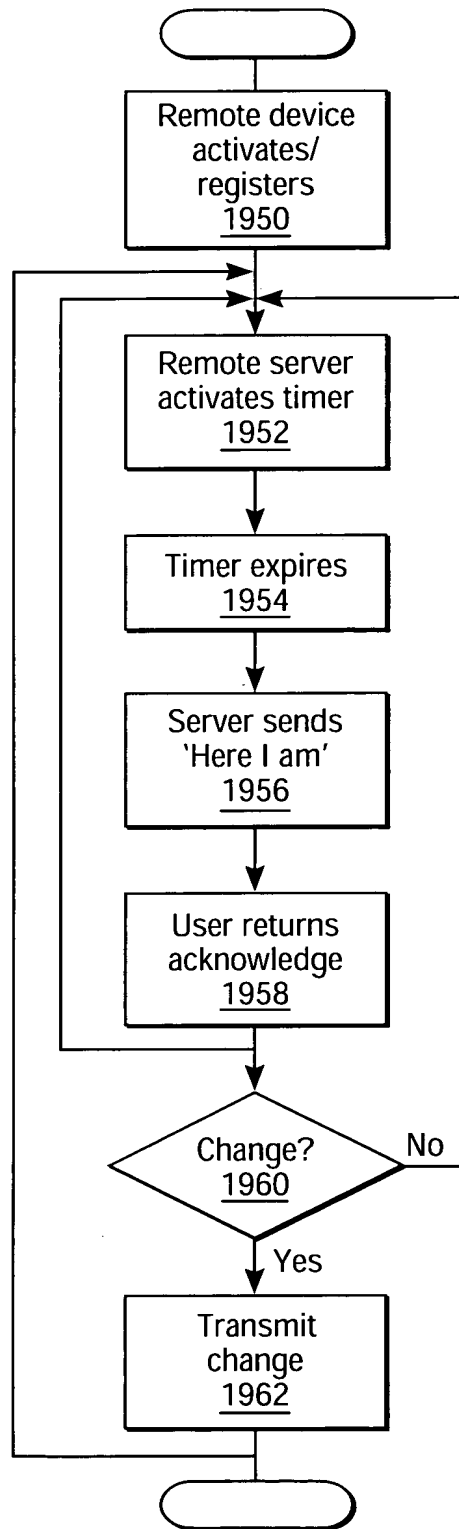 Remote device
activates/
registers
1950
Remote server
activates timer
1952
Timer expires
1954
Server sends
'Here I am'
1956
User returns
acknowledge
1958
Change?
1960
No
Yes
Transmit
change
1962